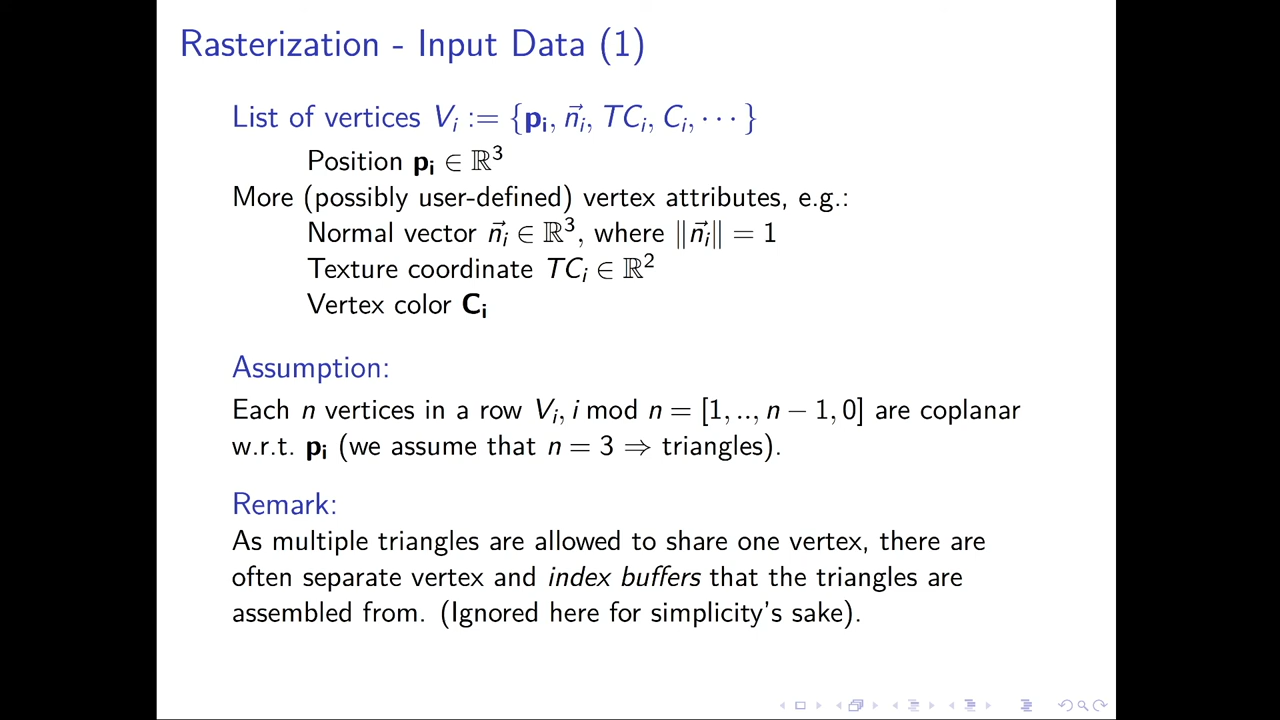 Rasterization - Input Data (1)
List of vertices Vᵢ := {𝐩ᵢ, n⃗ᵢ, TCᵢ, Cᵢ, ⋯ }
Position 𝐩ᵢ ∈ ℝ³
More (possibly user-defined) vertex attributes, e.g.:
Normal vector n⃗ᵢ ∈ ℝ³, where ‖n⃗ᵢ‖ = 1
Texture coordinate TCᵢ ∈ ℝ²
Vertex color 𝐂ᵢ
Assumption:
Each n vertices in a row Vᵢ, i mod n = [1, .., n − 1, 0] are coplanar
w.r.t. 𝐩ᵢ (we assume that n = 3 ⇒ triangles).
Remark:
As multiple triangles are allowed to share one vertex, there are
often separate vertex and index buffers that the triangles are
assembled from. (Ignored here for simplicity's sake).